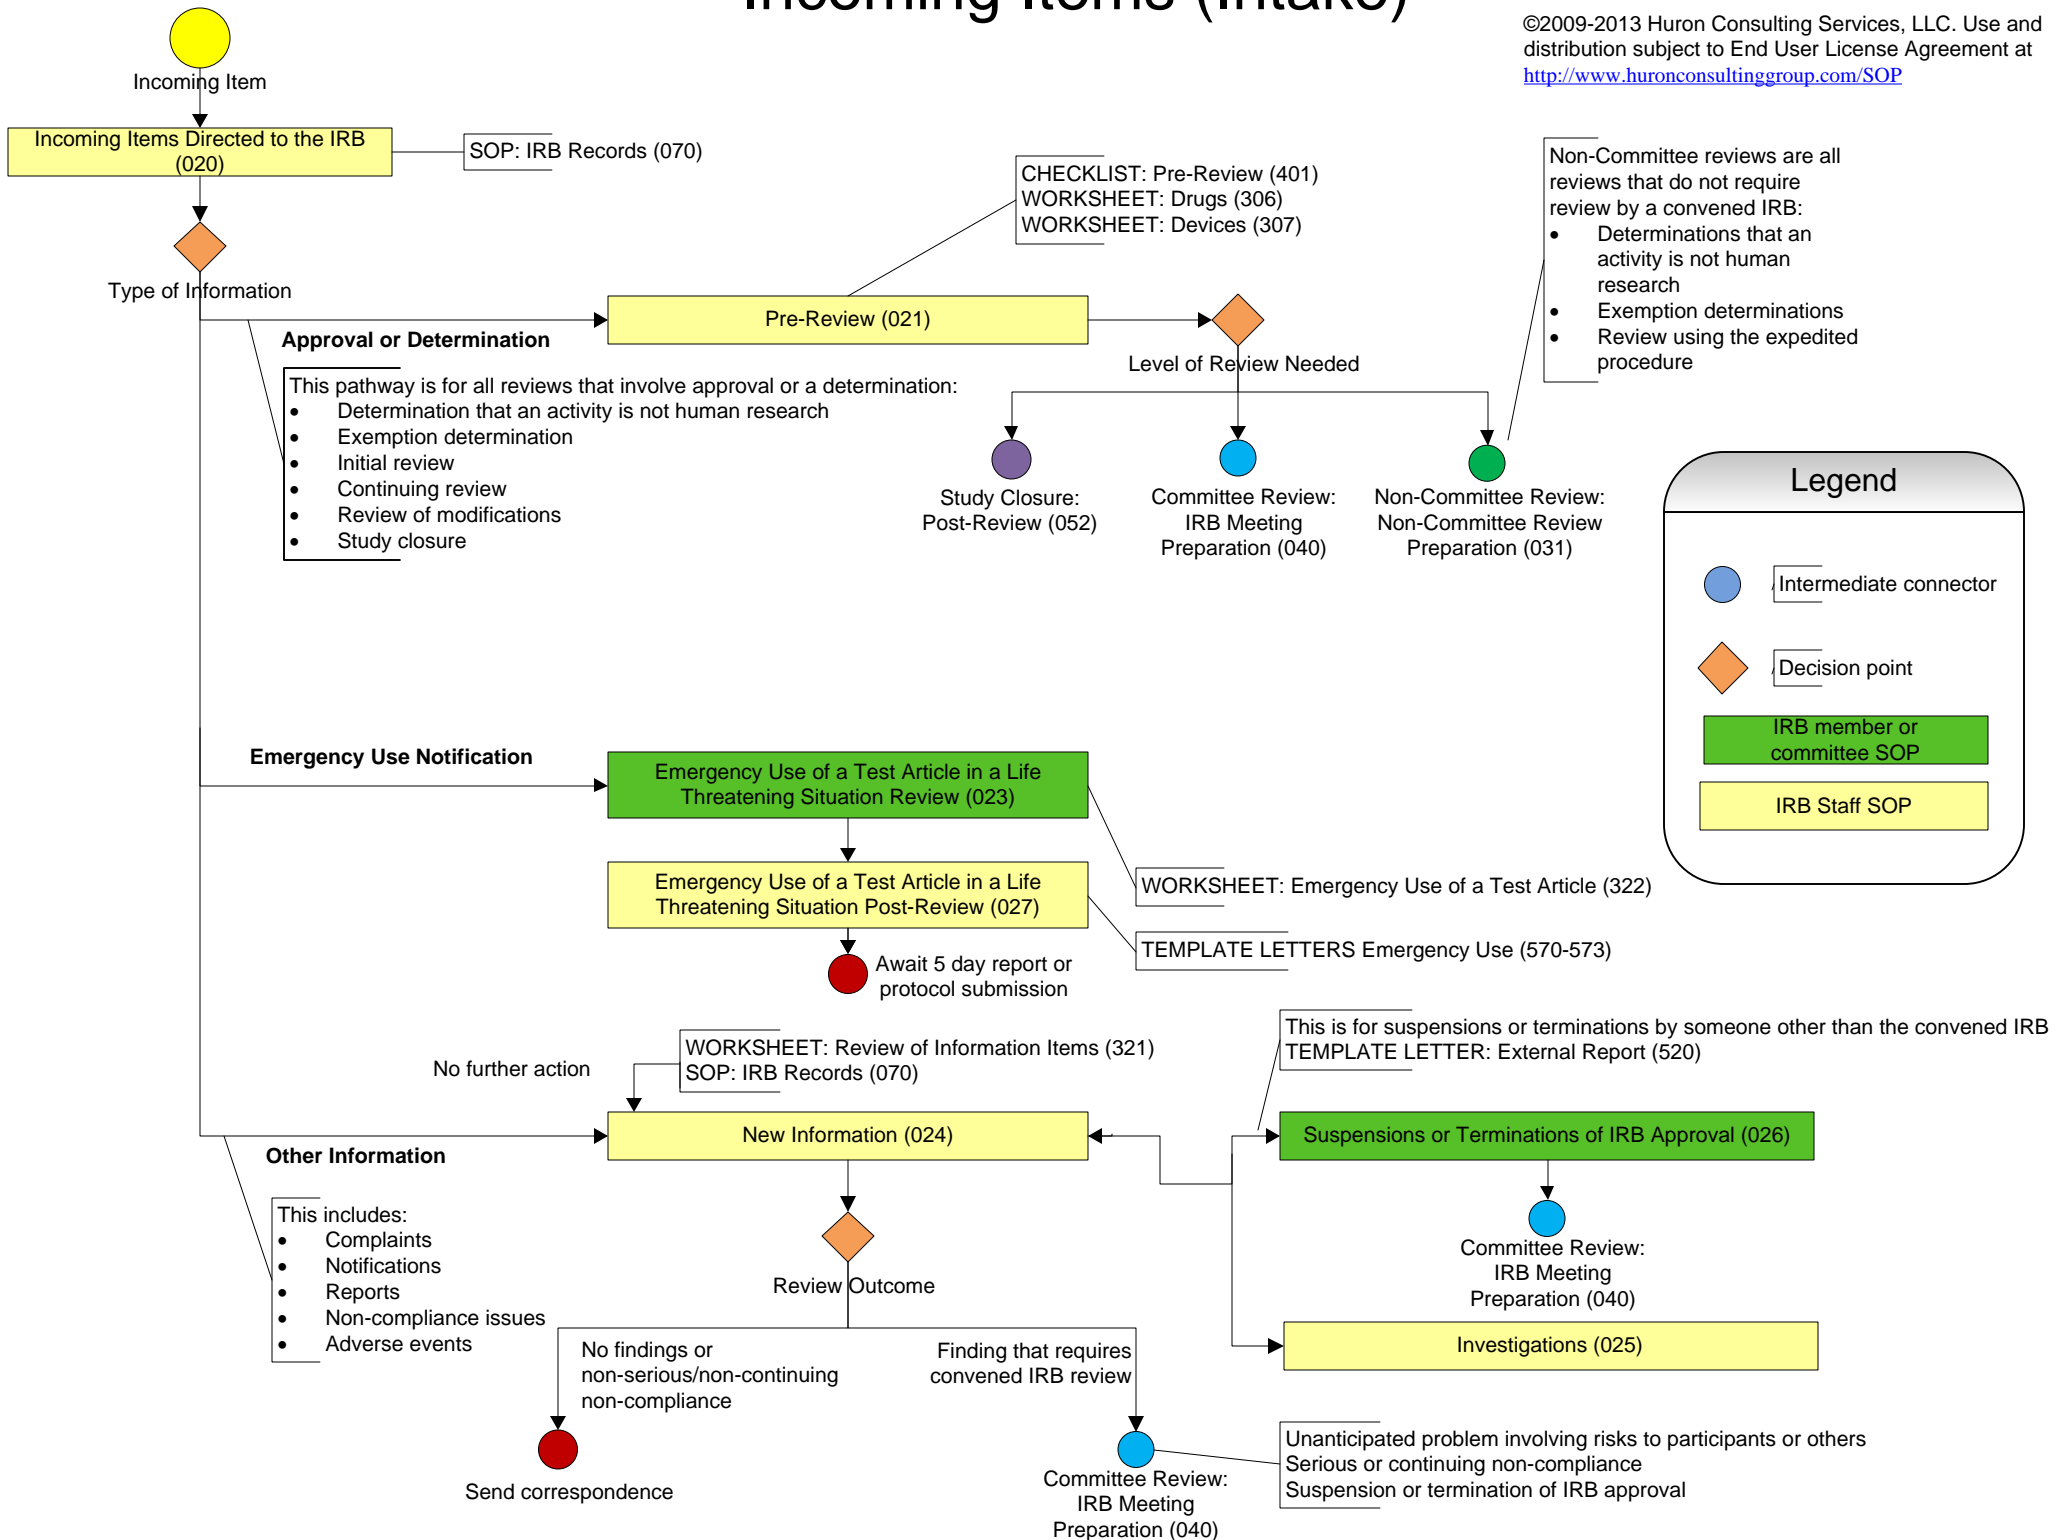 Incoming Items (Intake)
©2009-2013 Huron Consulting Services, LLC. Use and
distribution subject to End User License Agreement at
http://www.huronconsultinggroup.com/SOP
Incoming Item
Incoming Items Directed to the IRB
(020)
SOP: IRB Records (070)
Type of Information
CHECKLIST: Pre-Review (401)
WORKSHEET: Drugs (306)
WORKSHEET: Devices (307)
Non-Committee reviews are all
reviews that do not require
review by a convened IRB:
• Determinations that an
activity is not human
research
• Exemption determinations
• Review using the expedited
procedure
Pre-Review (021)
Approval or Determination
This pathway is for all reviews that involve approval or a determination:
• Determination that an activity is not human research
• Exemption determination
• Initial review
• Continuing review
• Review of modifications
• Study closure
Level of Review Needed
Study Closure:
Post-Review (052)
Committee Review:
IRB Meeting
Preparation (040)
Non-Committee Review:
Non-Committee Review
Preparation (031)
Legend
Intermediate connector
Decision point
IRB member or
committee SOP
IRB Staff SOP
Emergency Use Notification
Emergency Use of a Test Article in a Life
Threatening Situation Review (023)
Emergency Use of a Test Article in a Life
Threatening Situation Post-Review (027)
WORKSHEET: Emergency Use of a Test Article (322)
TEMPLATE LETTERS Emergency Use (570-573)
Await 5 day report or
protocol submission
No further action
WORKSHEET: Review of Information Items (321)
SOP: IRB Records (070)
This is for suspensions or terminations by someone other than the convened IRB
TEMPLATE LETTER: External Report (520)
New Information (024)
Suspensions or Terminations of IRB Approval (026)
Other Information
This includes:
• Complaints
• Notifications
• Reports
• Non-compliance issues
• Adverse events
Review Outcome
Committee Review:
IRB Meeting
Preparation (040)
Investigations (025)
No findings or
non-serious/non-continuing
non-compliance
Finding that requires
convened IRB review
Send correspondence
Committee Review:
IRB Meeting
Preparation (040)
Unanticipated problem involving risks to participants or others
Serious or continuing non-compliance
Suspension or termination of IRB approval